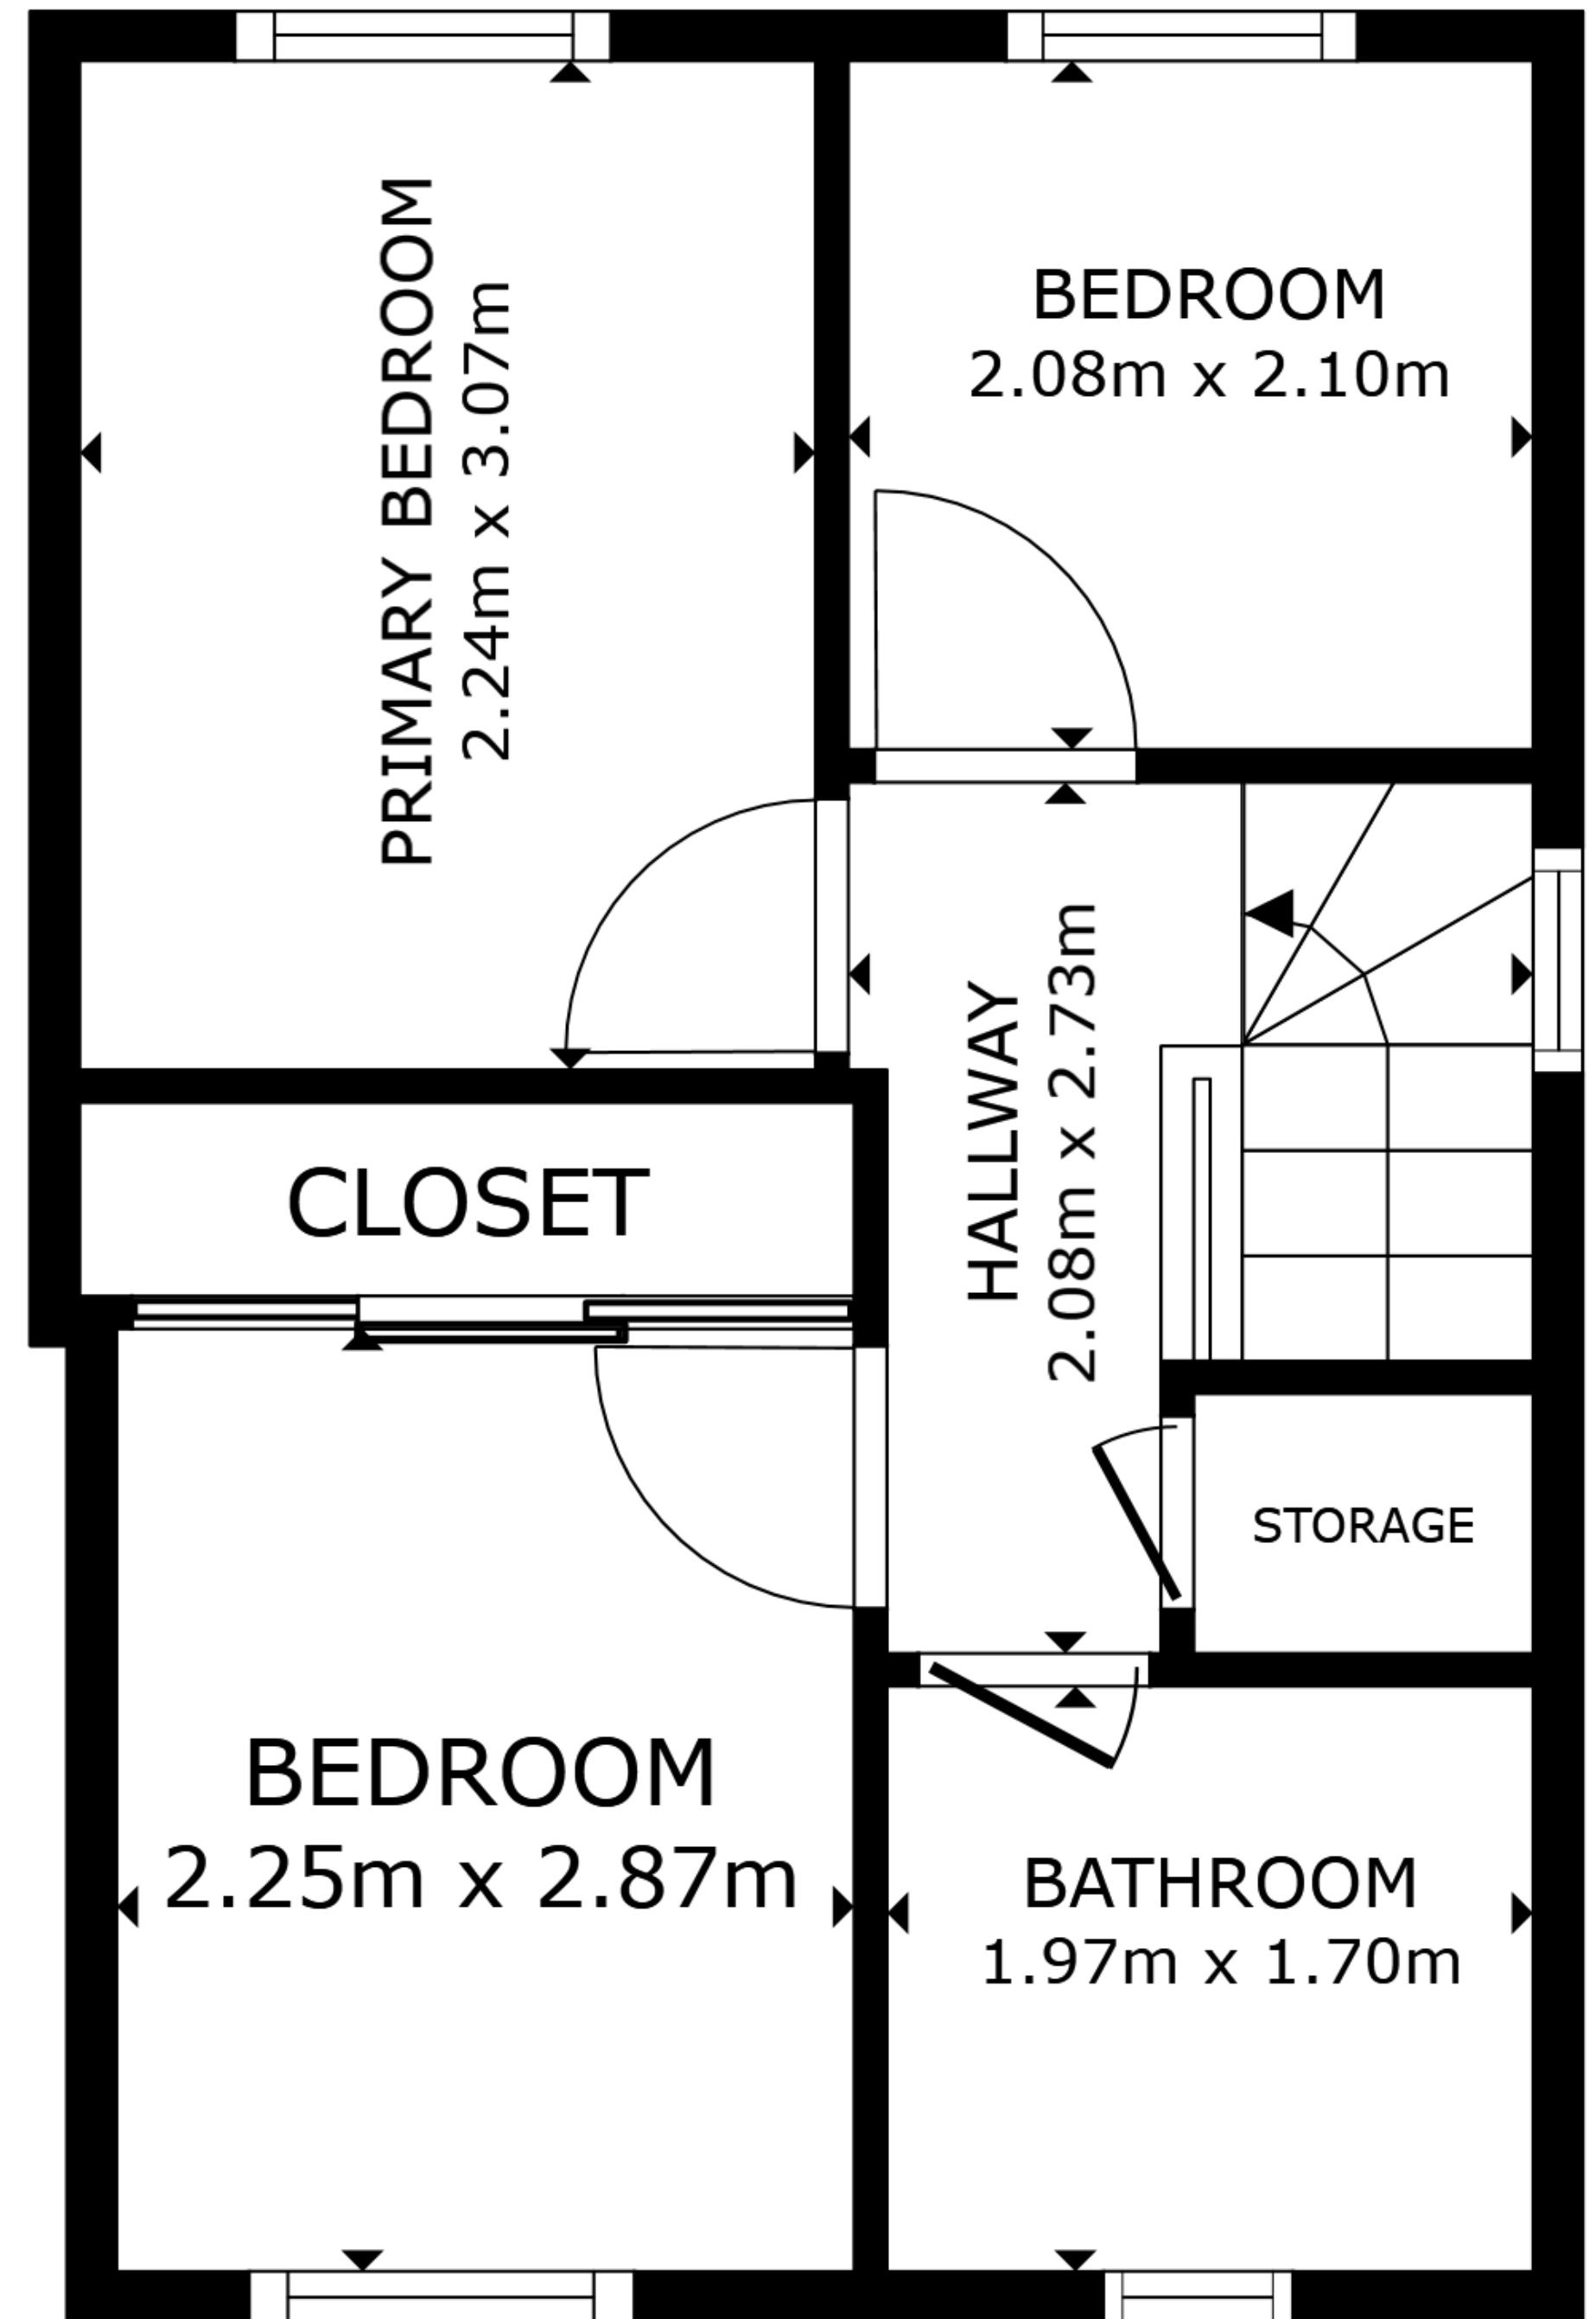 PRIMARY BEDROOM
2.24m x 3.07m
BEDROOM
2.08m x 2.10m
HALLWAY
2.08m x 2.73m
CLOSET
STORAGE
BEDROOM
2.25m x 2.87m
BATHROOM
1.97m x 1.70m